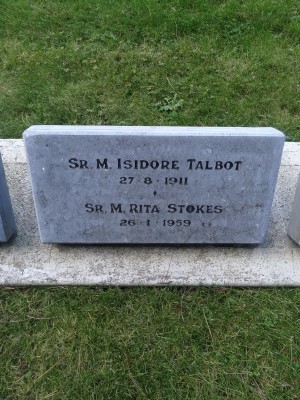 Sr. M. Isidore Talbot
27·8·1911
Sr. M. Rita Stokes
26·1·1959